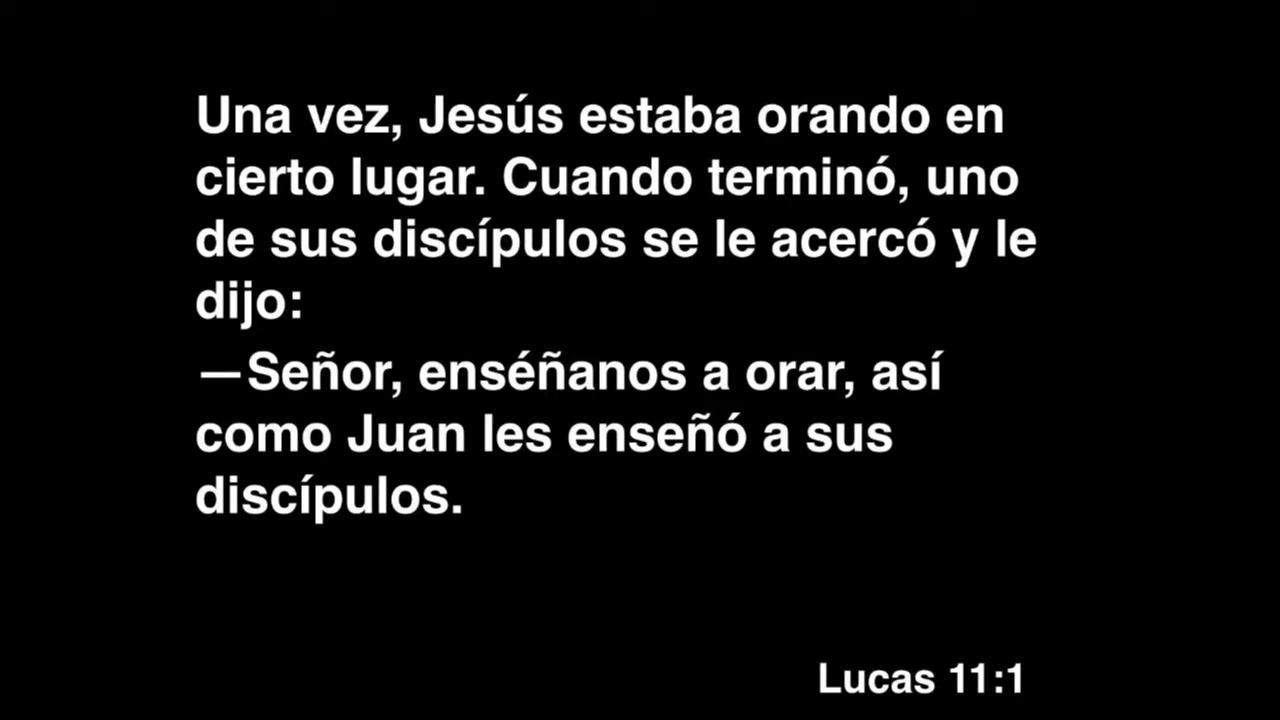 Una vez, Jesús estaba orando en
cierto lugar. Cuando terminó, uno
de sus discípulos se le acercó y le
dijo:
—Señor, enséñanos a orar, así
como Juan les enseñó a sus
discípulos.
Lucas 11:1